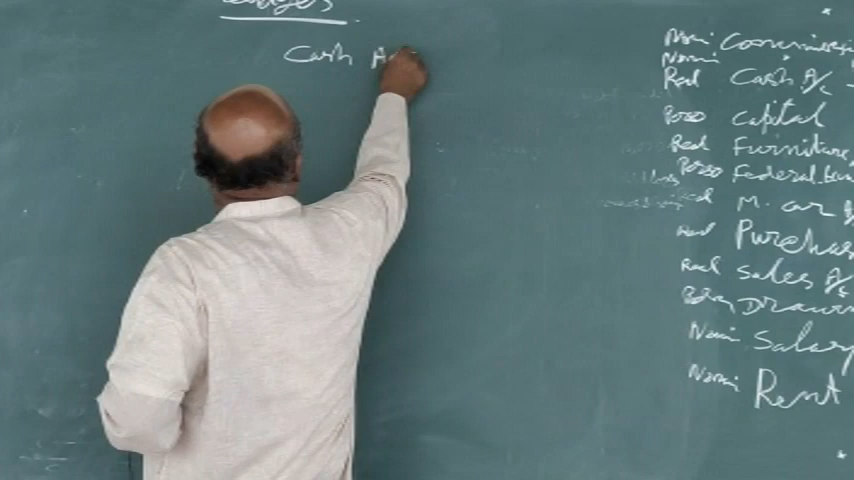 Cash A
Nomi Commissi
Nomi
Real Cash A/c
Perso Capital
Real Furniture
Perso Federal Ban
M. car
Real Purchas
Real Sales A/c
Drawin
Nomi Salary
Nomi Rent